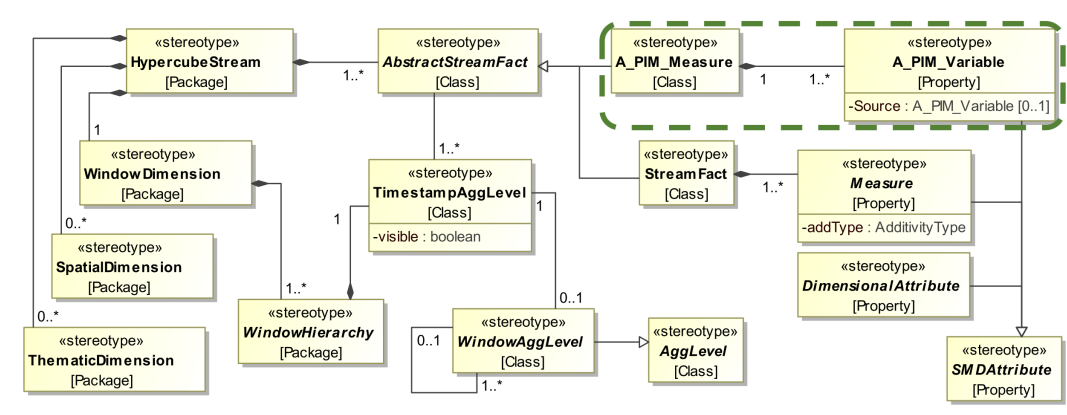 «stereotype»
HypercubeStream
[Package]
1..*
«stereotype»
AbstractStreamFact
[Class]
«stereotype»
A_PIM_Measure
[Class]
1
1..*
«stereotype»
A_PIM_Variable
[Property]
-Source : A_PIM_Variable [0..1]
1
«stereotype»
WindowDimension
[Package]
1..*
«stereotype»
TimestampAggLevel
[Class]
-visible : boolean
1
1
«stereotype»
StreamFact
[Class]
1..*
«stereotype»
Measure
[Property]
-addType : AdditivityType
0..*
«stereotype»
SpatialDimension
[Package]
1..*
«stereotype»
WindowHierarchy
[Package]
0..1
«stereotype»
DimensionalAttribute
[Property]
0..*
«stereotype»
ThematicDimension
[Package]
0..1
1..*
«stereotype»
WindowAggLevel
[Class]
«stereotype»
AggLevel
[Class]
«stereotype»
SMDAttribute
[Property]